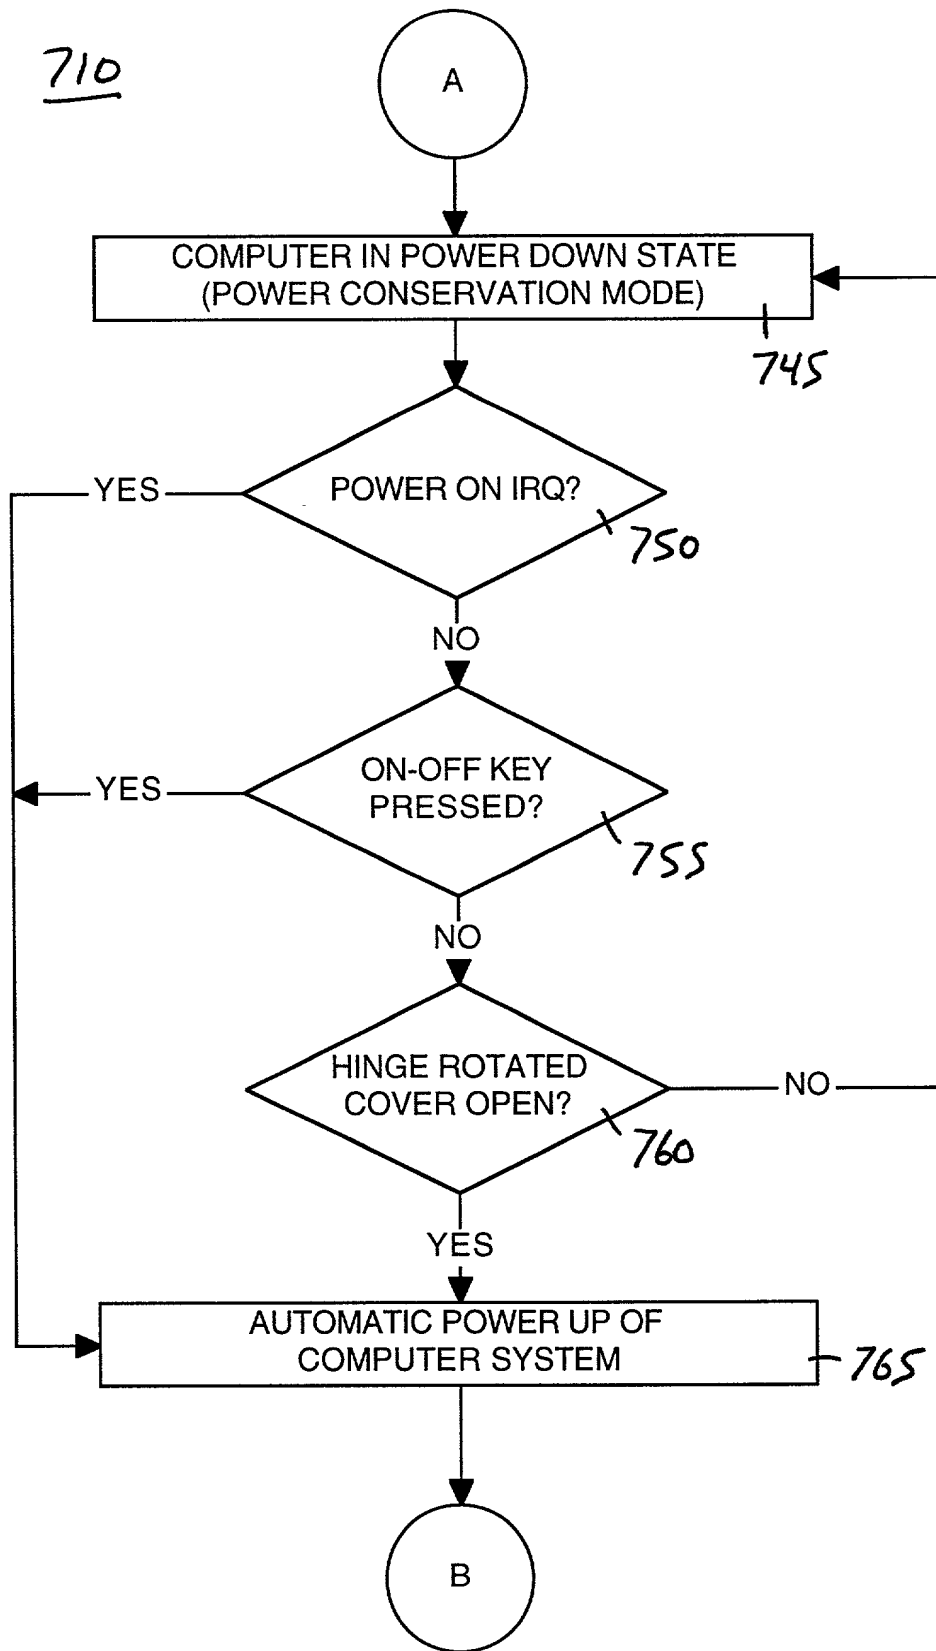 710
A
COMPUTER IN POWER DOWN STATE
(POWER CONSERVATION MODE)
745
YES
POWER ON IRQ?
750
NO
YES
ON-OFF KEY
PRESSED?
755
NO
HINGE ROTATED
COVER OPEN?
NO
760
YES
AUTOMATIC POWER UP OF
COMPUTER SYSTEM
765
B